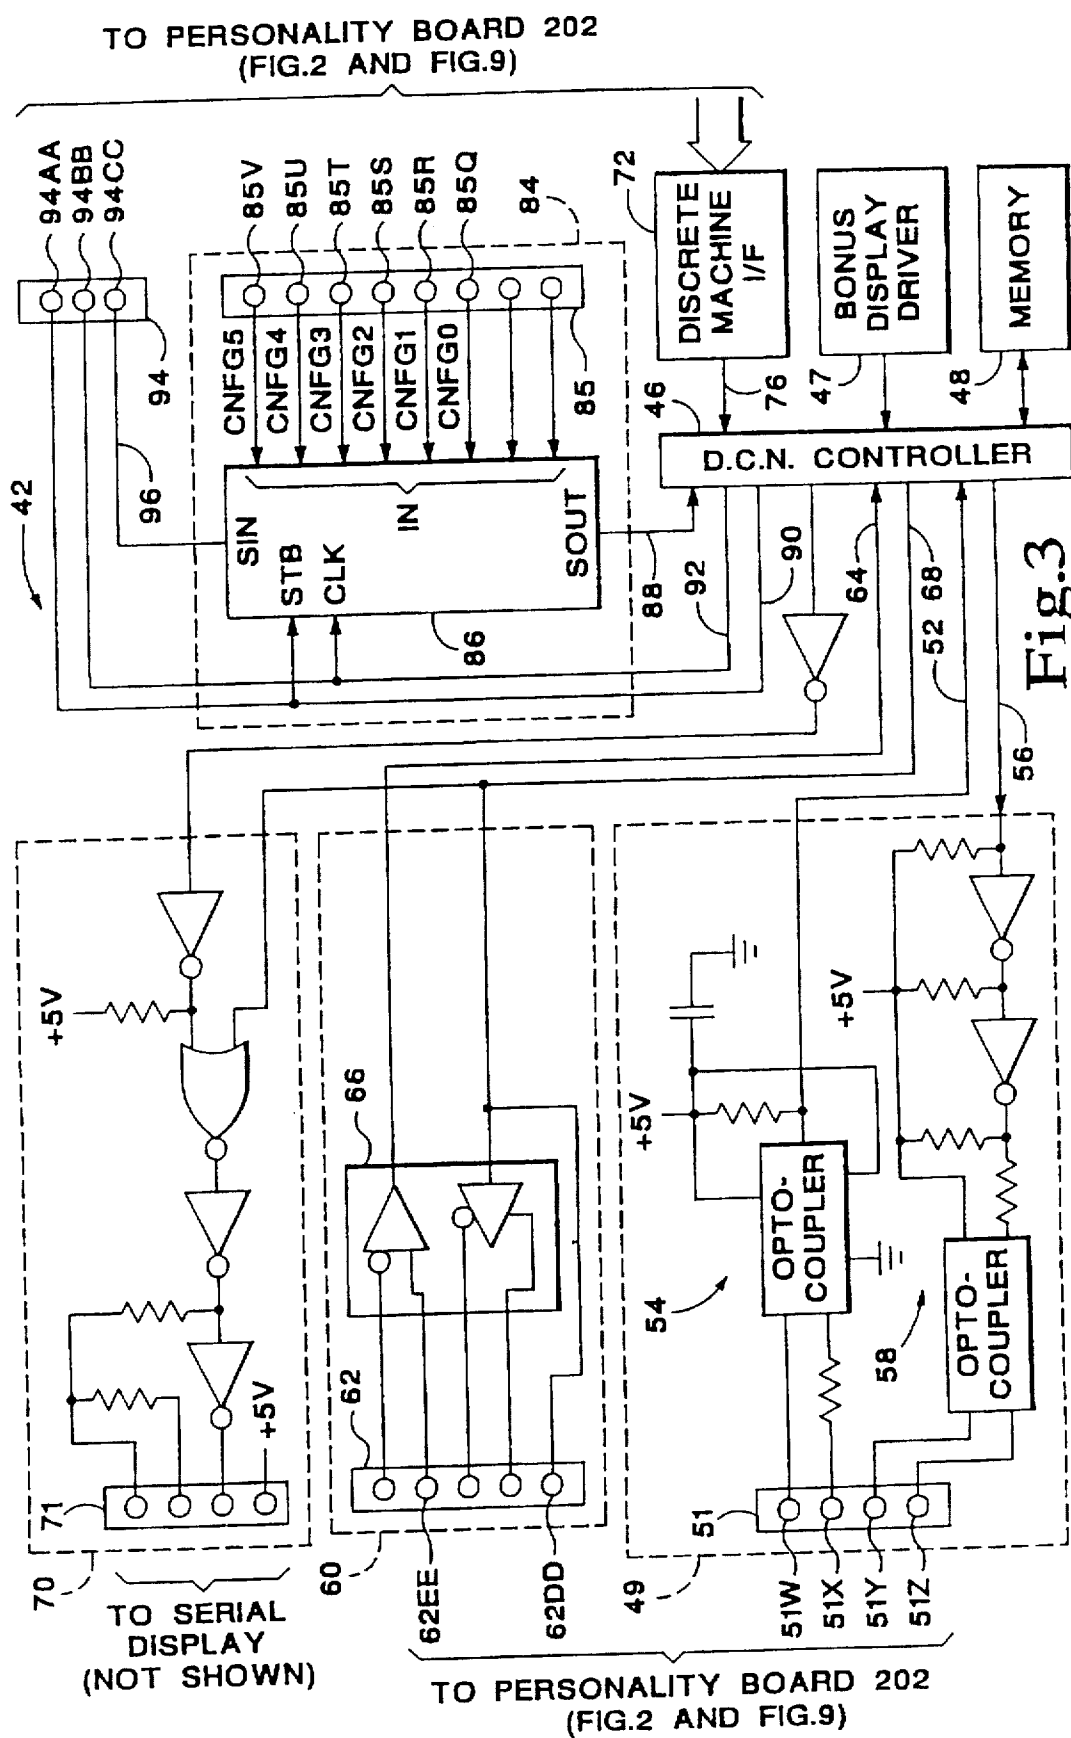 TO PERSONALITY BOARD 202
(FIG.2 AND FIG.9)
94AA
94BB
94CC
85V
85U
85T
85S
85R
85Q
84
72
DISCRETE
MACHINE
I/F
BONUS
DISPLAY
DRIVER
MEMORY
42
96
94
CNFG5
CNFG4
CNFG3
CNFG2
CNFG1
CNFG0
85
46
76
47
48
SIN
STB
CLK
IN
SOUT
86
88
92
90
64
68
52
56
D.C.N. CONTROLLER
Fig.3
+5V
66
+5V
+5V
54
OPTO-
COUPLER
58
OPTO-
COUPLER
71
+5V
62
51
70
60
49
62EE
62DD
51W
51X
51Y
51Z
TO SERIAL
DISPLAY
(NOT SHOWN)
TO PERSONALITY BOARD 202
(FIG.2 AND FIG.9)